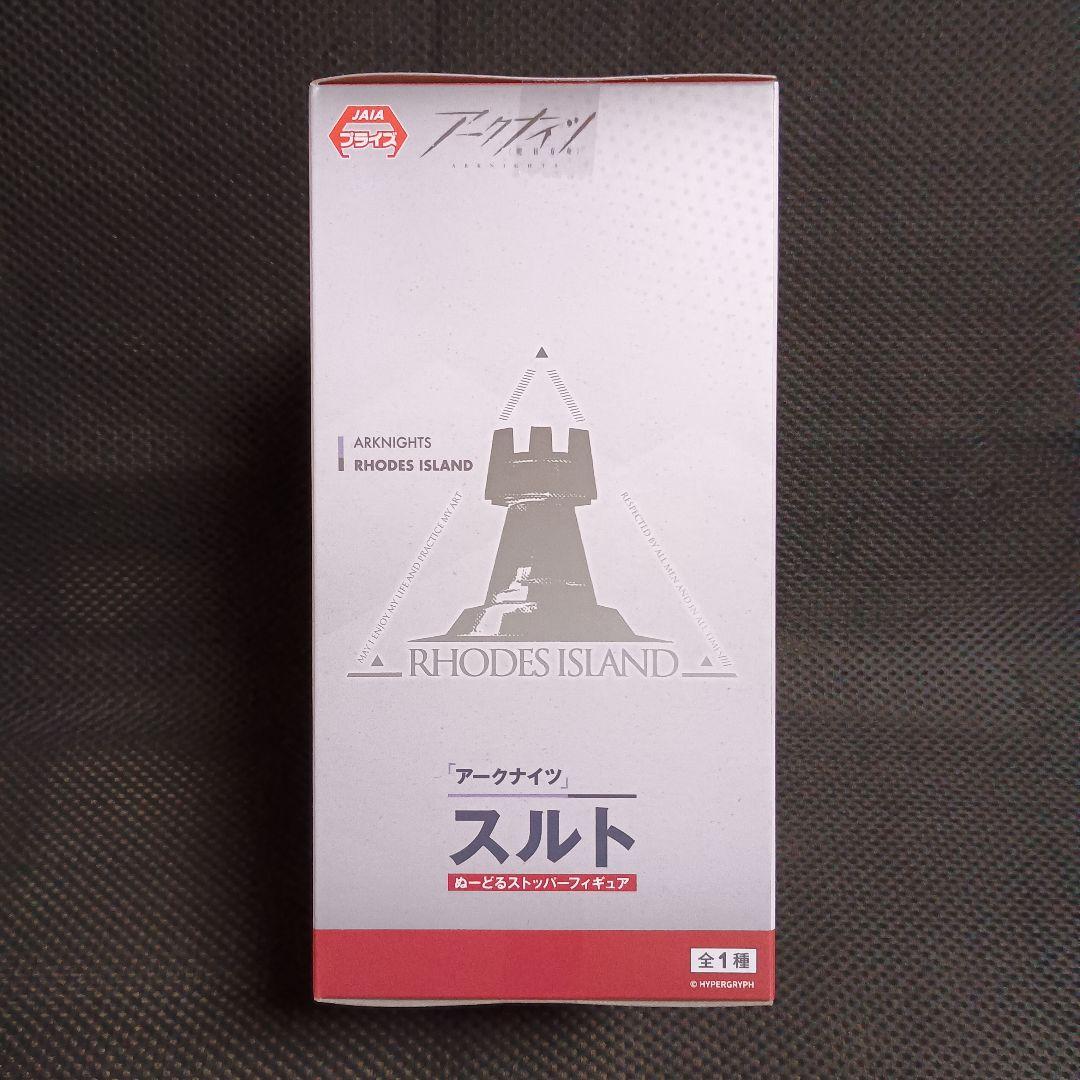 JAIA
プライズ
アークナイツ
ARKNIGHTS
ARKNIGHTS
RHODES ISLAND
MAY I ENJOY MY LIFE AND PRACTICE MY ART
RESPECTED BY ALL MEN AND IN ALL TIMES
RHODES ISLAND
「アークナイツ」
スルト
ぬーどるストッパーフィギュア
全1種
© HYPERGRYPH